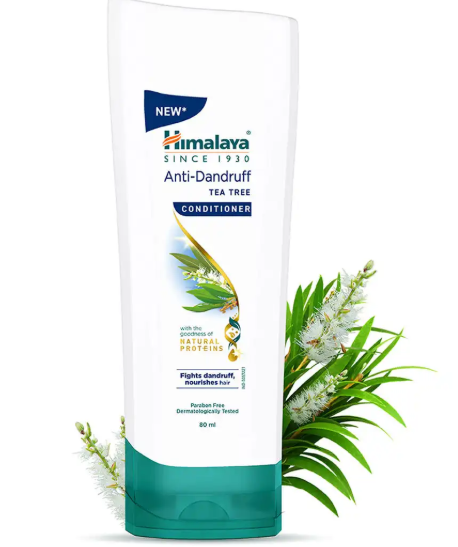 NEW*
Himalaya®
SINCE 1930
Anti-Dandruff
TEA TREE
CONDITIONER
with the
goodness of
NATURAL
PROTEINS
Fights dandruff,
nourishes hair
Paraben Free
Dermatologically Tested
80 ml